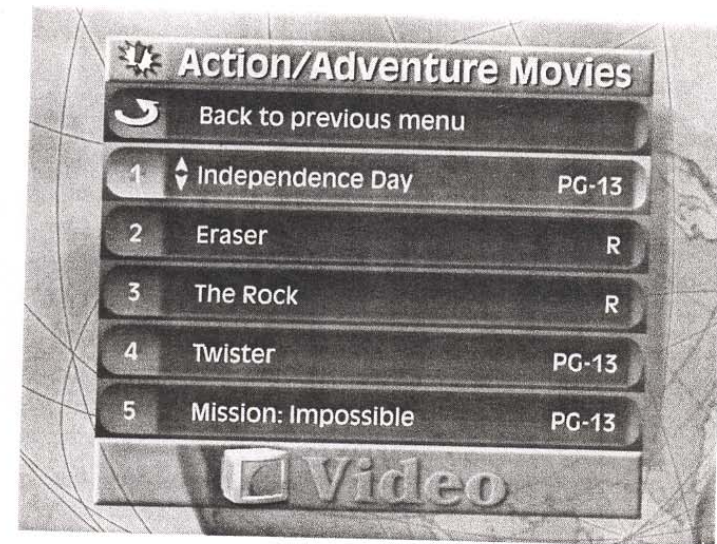 Action/Adventure Movies
Back to previous menu
1 Independence Day PG-13
2 Eraser R
3 The Rock R
4 Twister PG-13
5 Mission: Impossible PG-13
Video